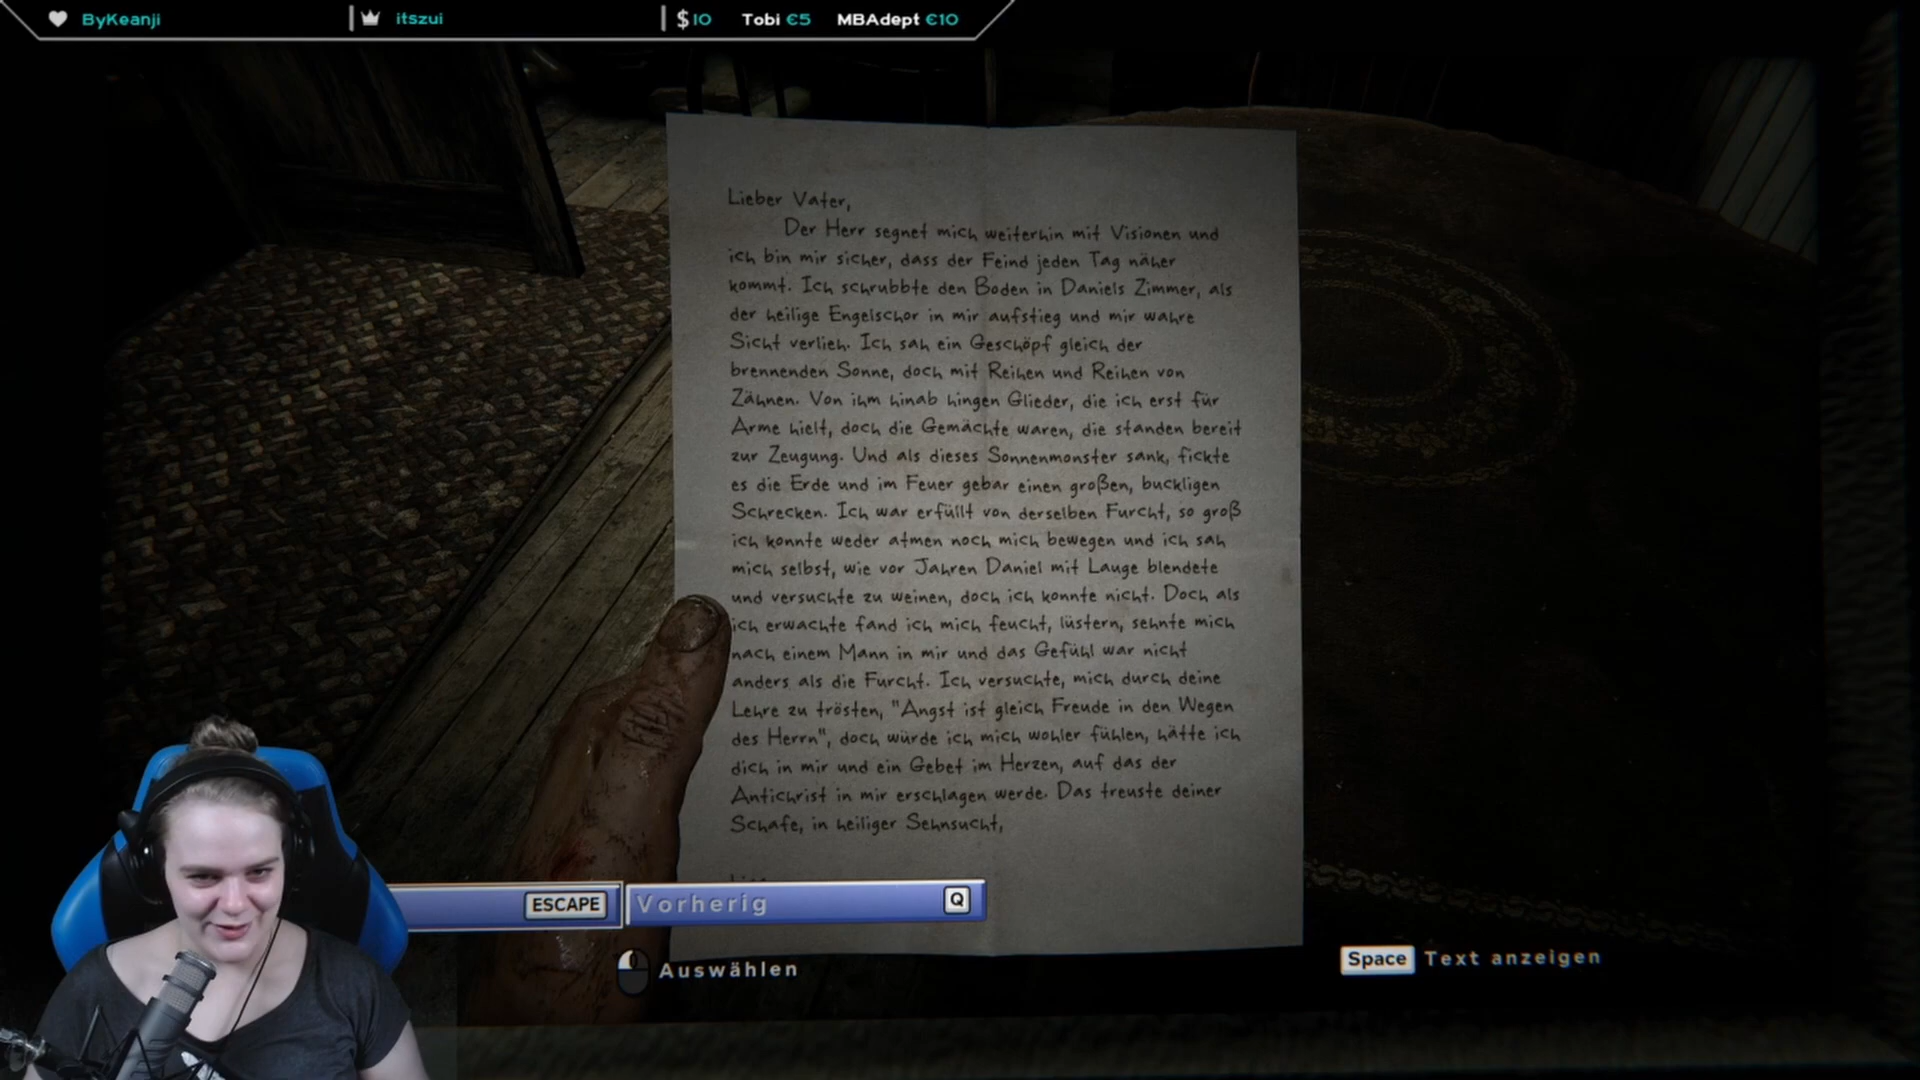 ByKeanji
itszui
$10 Tobi €5 MBAdept €10
Lieber Vater,
Der Herr segnet mich weiterhin mit Visionen und
ich bin mir sicher, dass der Feind jeden Tag näher
kommt. Ich schrubbte den Boden in Daniels Zimmer, als
der heilige Engelschor in mir aufstieg und mir wahre
Sicht verlieh. Ich sah ein Geschöpf gleich der
brennenden Sonne, doch mit Reihen und Reihen von
Zähnen. Von ihm hinab hingen Glieder, die ich erst für
Arme hielt, doch die Gemächte waren, die standen bereit
zur Zeugung. Und als dieses Sonnenmonster sank, fickte
es die Erde und im Feuer gebar einen großen, buckligen
Schrecken. Ich war erfüllt von derselben Furcht, so groß
ich konnte weder atmen noch mich bewegen und ich sah
mich selbst, wie vor Jahren Daniel mit Lauge blendete
und versuchte zu weinen, doch ich konnte nicht. Doch als
ich erwachte fand ich mich feucht, lüstern, sehnte mich
nach einem Mann in mir und das Gefühl war nicht
anders als die Furcht. Ich versuchte, mich durch deine
Lehre zu trösten, "Angst ist gleich Freude in den Wegen
des Herrn", doch würde ich mich wohler fühlen, hätte ich
dich in mir und ein Gebet im Herzen, auf das der
Antichrist in mir erschlagen werde. Das treuste deiner
Schafe, in heiliger Sehnsucht,
ESCAPE
Vorherig Q
Auswählen
Space Text anzeigen